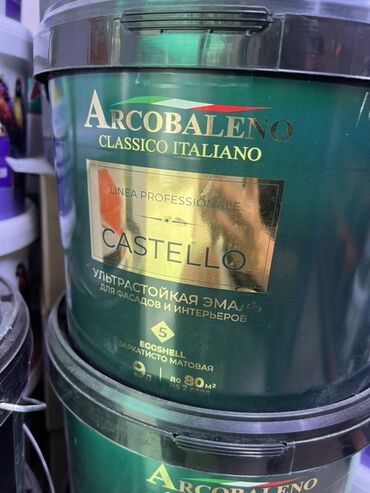 ARCOBALENO
CLASSICO ITALIANO
LINEA PROFESSIONALE
CASTELLO
УЛЬТРАСТОЙКАЯ ЭМАЛЬ
ДЛЯ ФАСАДОВ И ИНТЕРЬЕРОВ
5
EGGSHELL
БАРХАТИСТО МАТОВАЯ
9 л
до 80 м²
ARCOBALENO